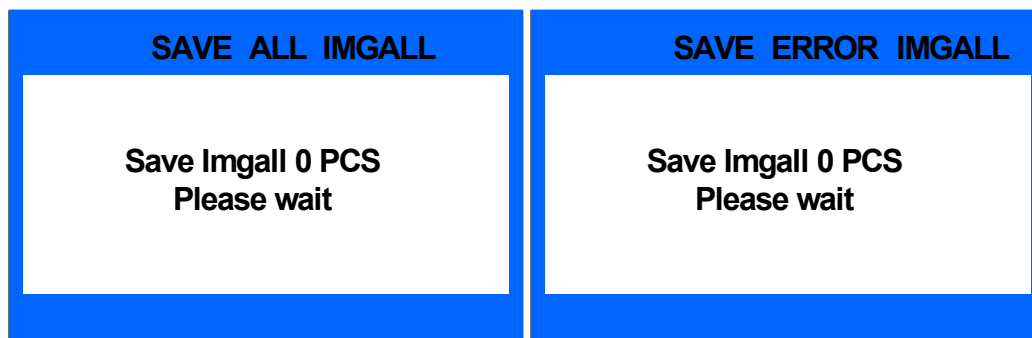 SAVE ALL IMGALL
Save Imgall 0 PCS
Please wait
SAVE ERROR IMGALL
Save Imgall 0 PCS
Please wait